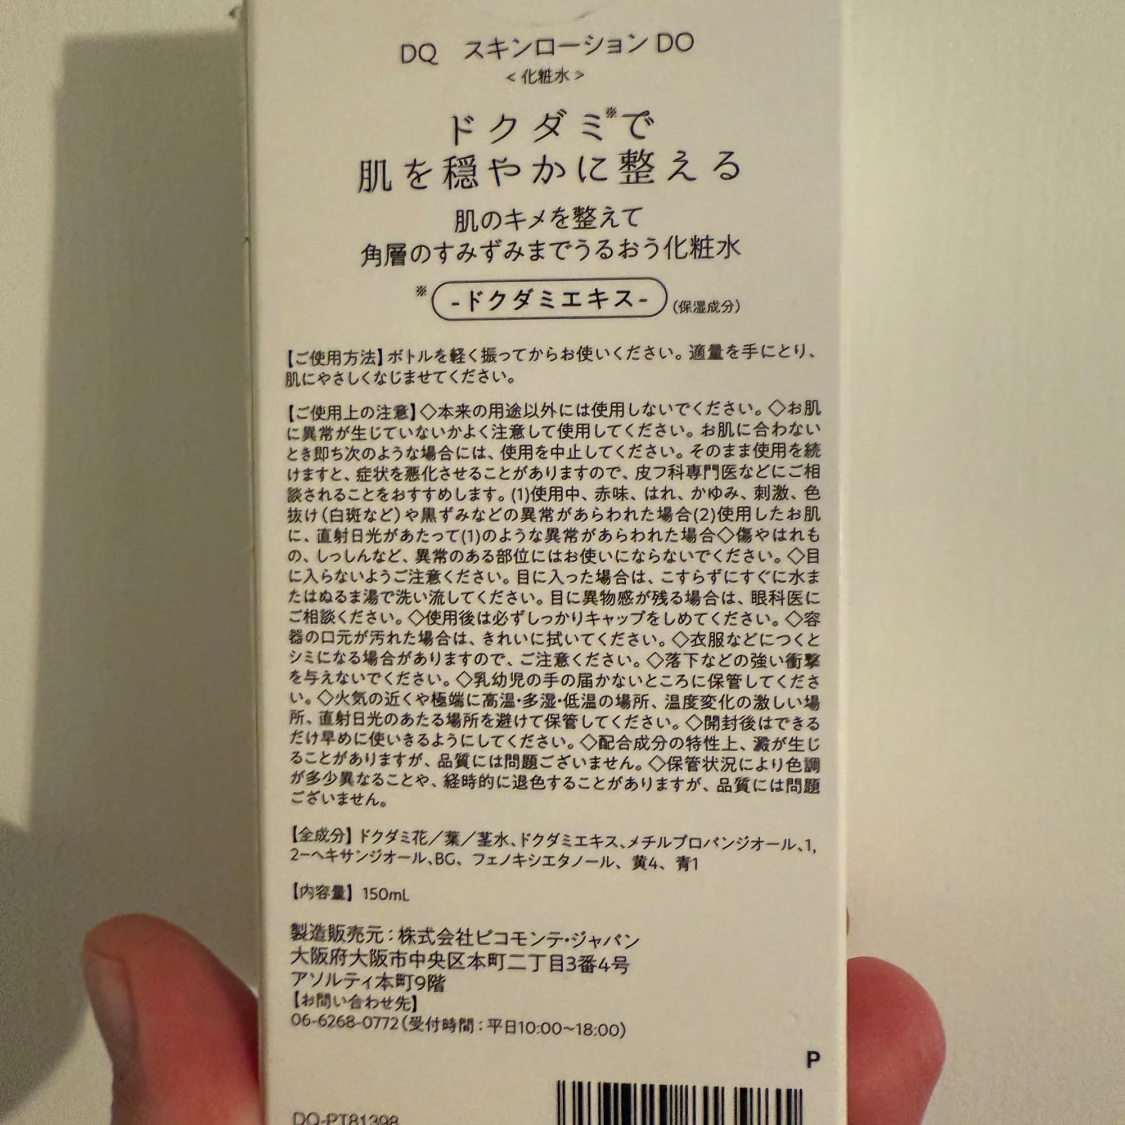 DQ スキンローション DO
<化粧水>
ドクダミ※で
肌を穏やかに整える
肌のキメを整えて
角層のすみずみまでうるおう化粧水
※ -ドクダミエキス- (保湿成分)
【ご使用方法】ボトルを軽く振ってからお使いください。適量を手にとり、
肌にやさしくなじませてください。
【ご使用上の注意】◇本来の用途以外には使用しないでください。◇お肌
に異常が生じていないかよく注意して使用してください。お肌に合わない
とき即ち次のような場合には、使用を中止してください。そのまま使用を続
けますと、症状を悪化させることがありますので、皮フ科専門医などにご相
談されることをおすすめします。(1)使用中、赤味、はれ、かゆみ、刺激、色
抜け(白斑など)や黒ずみなどの異常があらわれた場合(2)使用したお肌
に、直射日光があたって(1)のような異常があらわれた場合◇傷やはれも
の、しっしんなど、異常のある部位にはお使いにならないでください。◇目
に入らないようご注意ください。目に入った場合は、こすらずにすぐに水ま
たはぬるま湯で洗い流してください。目に異物感が残る場合は、眼科医に
ご相談ください。◇使用後は必ずしっかりキャップをしめてください。◇容
器の口元が汚れた場合は、きれいに拭いてください。◇衣服などにつくと
シミになる場合がありますので、ご注意ください。◇落下などの強い衝撃
を与えないでください。◇乳幼児の手の届かないところに保管してくださ
い。◇火気の近くや極端に高温・多湿・低温の場所、温度変化の激しい場
所、直射日光のあたる場所を避けて保管してください。◇開封後はできる
だけ早めに使いきるようにしてください。◇配合成分の特性上、澱が生じ
ることがありますが、品質には問題ございません。◇保管状況により色調
が多少異なることや、経時的に退色することがありますが、品質には問題
ございません。
【全成分】ドクダミ花/葉/茎水、ドクダミエキス、メチルプロパンジオール、1,
2-ヘキサンジオール、BG、フェノキシエタノール、黄4、青1
【内容量】150mL
製造販売元:株式会社ピコモンテ・ジャパン
大阪府大阪市中央区本町二丁目3番4号
アソルティ本町9階
【お問い合わせ先】
06-6268-0772(受付時間:平日10:00~18:00)
P
DQ-PT81398